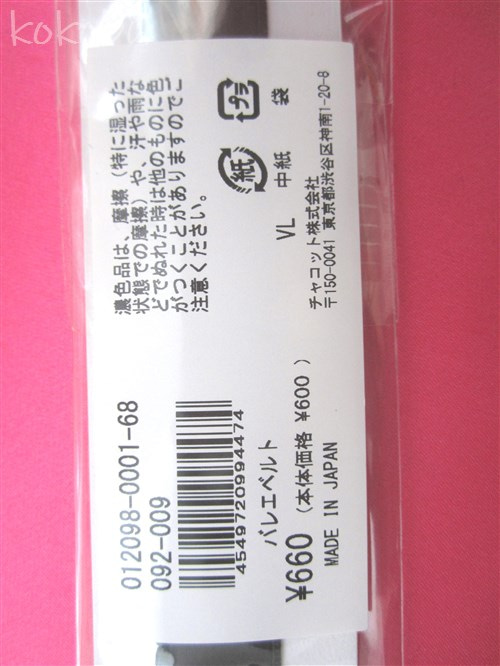 012098-0001-68
092-009
4549720994474
バレエベルト
¥660 (本体価格 ¥600)
MADE IN JAPAN
濃色品は、摩擦(特に湿った
状態での摩擦)や、汗や雨な
どでぬれた時は他のものに色
がつくことがありますのでご
注意ください。
プラ 袋
紙 中紙
VL
チャコット株式会社
〒150-0041 東京都渋谷区神南1-20-8